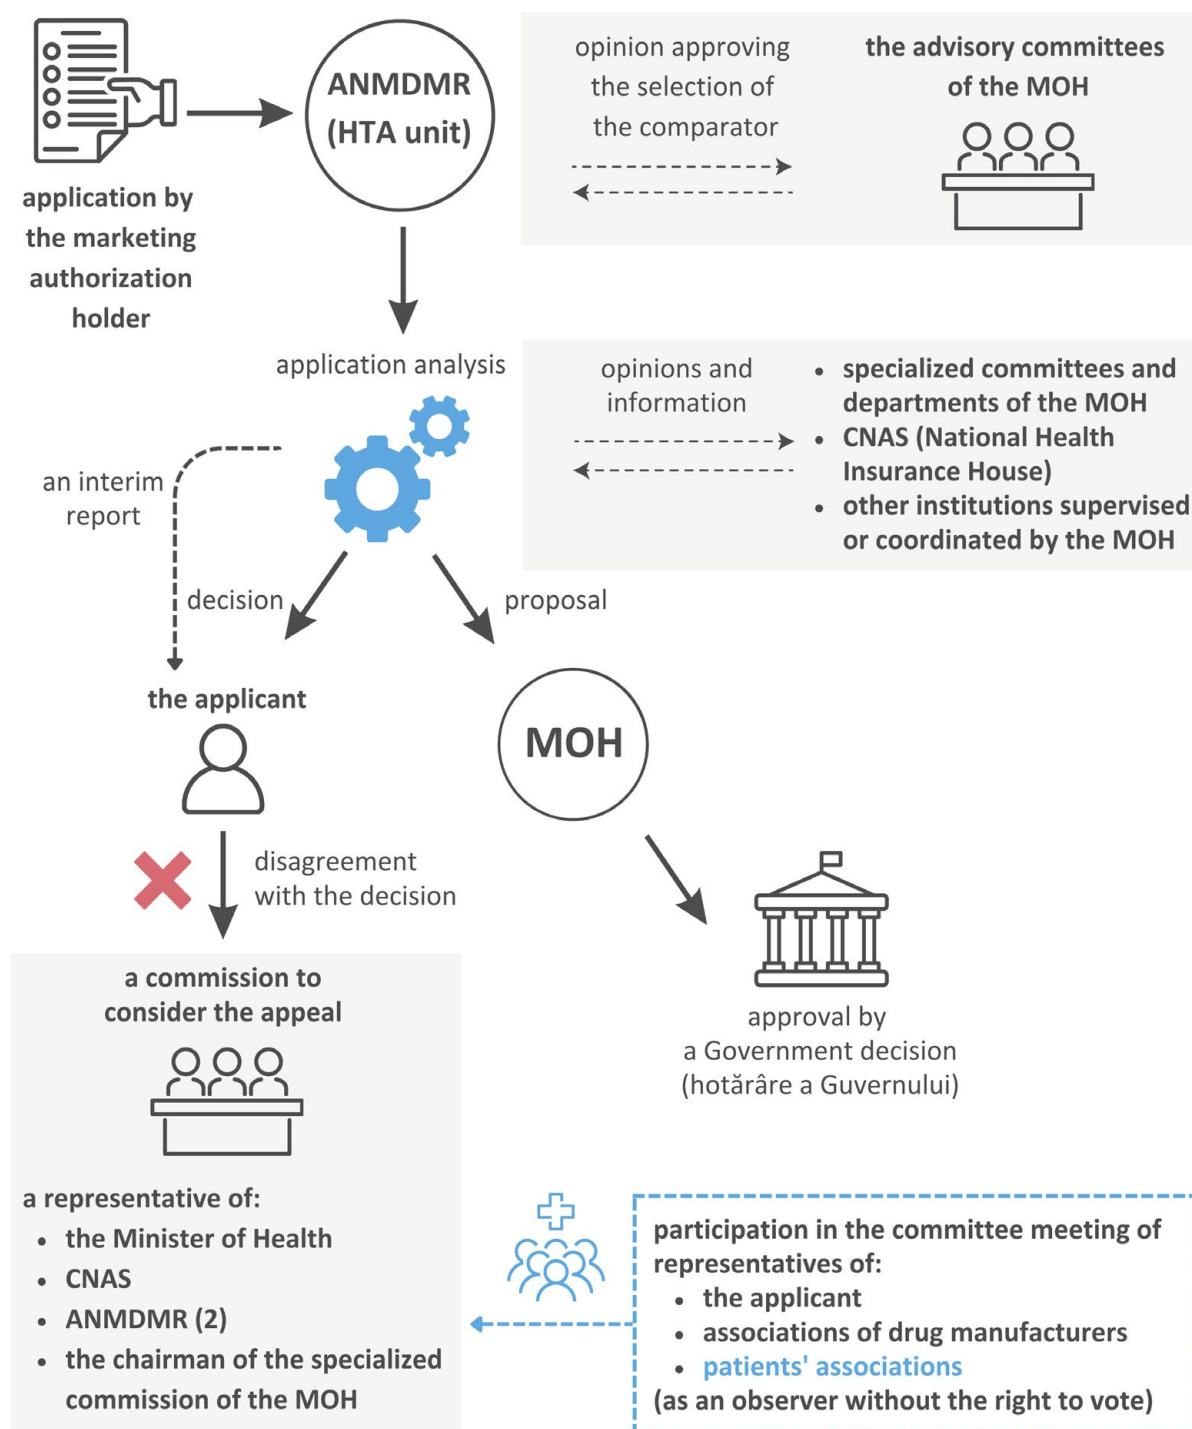 application by
the marketing
authorization
holder
ANMDMR
(HTA unit)
opinion approving
the selection of
the comparator
the advisory committees
of the MOH
application analysis
opinions and
information
• specialized committees and
departments of the MOH
• CNAS (National Health
Insurance House)
• other institutions supervised
or coordinated by the MOH
an interim
report
decision
proposal
the applicant
MOH
disagreement
with the decision
approval by
a Government decision
(hotărâre a Guvernului)
a commission to
consider the appeal
a representative of:
• the Minister of Health
• CNAS
• ANMDMR (2)
• the chairman of the specialized
commission of the MOH
participation in the committee meeting of
representatives of:
• the applicant
• associations of drug manufacturers
• patients' associations
(as an observer without the right to vote)